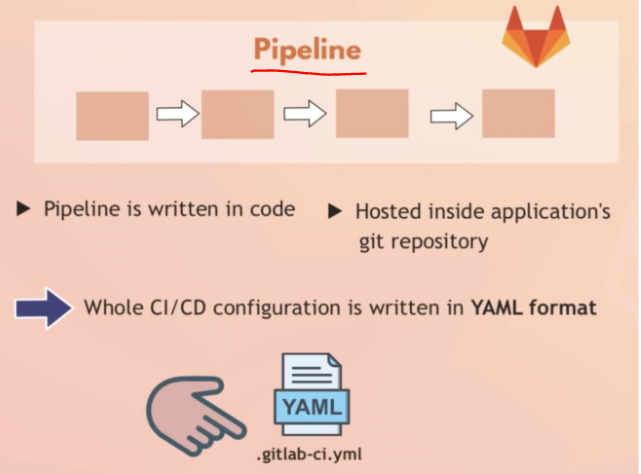 Pipeline
Pipeline is written in code
Hosted inside application's
git repository
Whole CI/CD configuration is written in YAML format
YAML
.gitlab-ci.yml